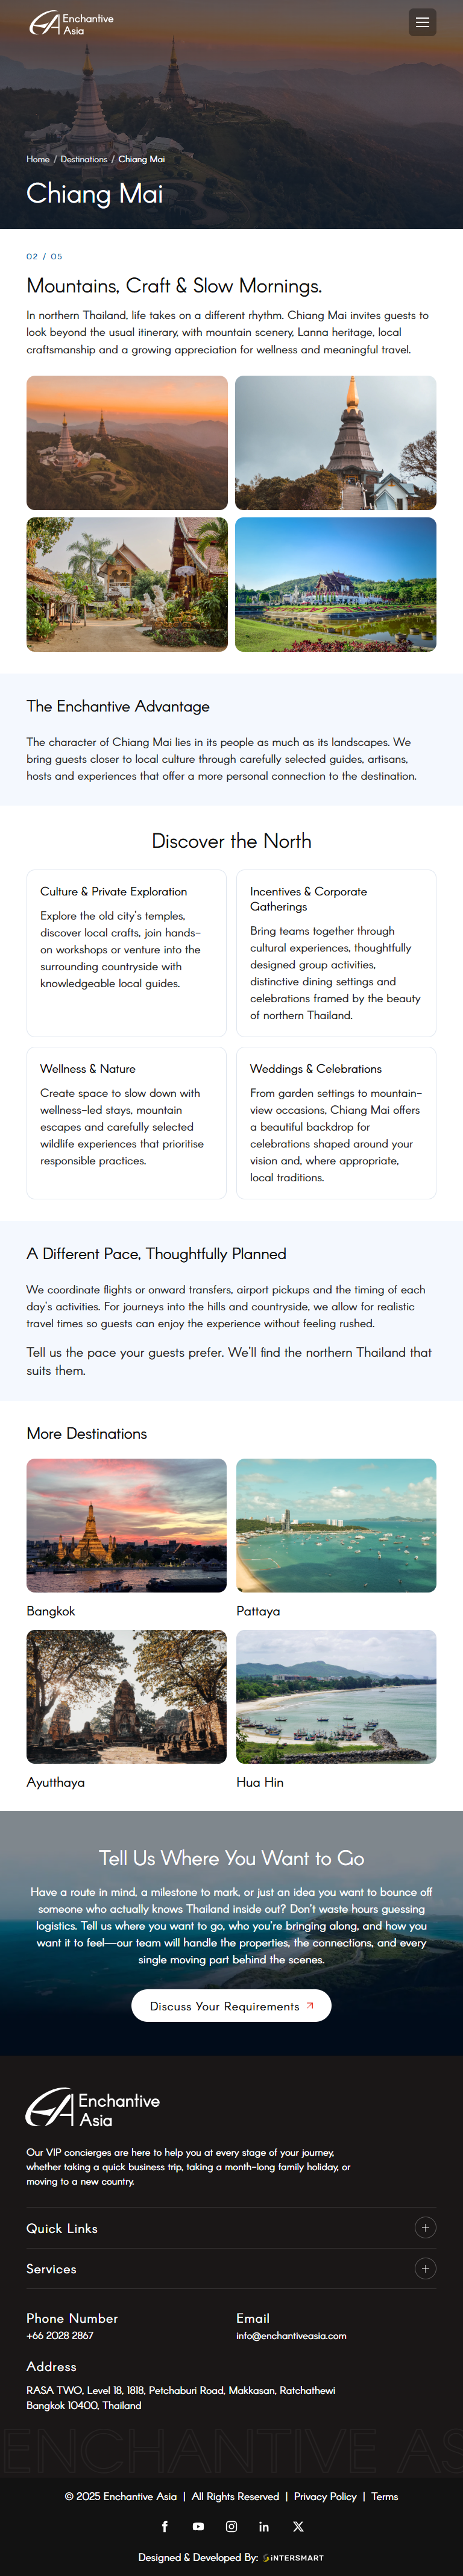 Enchantive
Asia
Home / Destinations / Chiang Mai
Chiang Mai
02 / 05
Mountains, Craft & Slow Mornings.
In northern Thailand, life takes on a different rhythm. Chiang Mai invites guests to
look beyond the usual itinerary, with mountain scenery, Lanna heritage, local
craftsmanship and a growing appreciation for wellness and meaningful travel.
The Enchantive Advantage
The character of Chiang Mai lies in its people as much as its landscapes. We
bring guests closer to local culture through carefully selected guides, artisans,
hosts and experiences that offer a more personal connection to the destination.
Discover the North
Culture & Private Exploration
Explore the old city's temples,
discover local crafts, join hands-
on workshops or venture into the
surrounding countryside with
knowledgeable local guides.
Incentives & Corporate
Gatherings
Bring teams together through
cultural experiences, thoughtfully
designed group activities,
distinctive dining settings and
celebrations framed by the beauty
of northern Thailand.
Wellness & Nature
Create space to slow down with
wellness-led stays, mountain
escapes and carefully selected
wildlife experiences that prioritise
responsible practices.
Weddings & Celebrations
From garden settings to mountain-
view occasions, Chiang Mai offers
a beautiful backdrop for
celebrations shaped around your
vision and, where appropriate,
local traditions.
A Different Pace, Thoughtfully Planned
We coordinate flights or onward transfers, airport pickups and the timing of each
day's activities. For journeys into the hills and countryside, we allow for realistic
travel times so guests can enjoy the experience without feeling rushed.
Tell us the pace your guests prefer. We'll find the northern Thailand that
suits them.
More Destinations
Bangkok
Pattaya
Ayutthaya
Hua Hin
Tell Us Where You Want to Go
Have a route in mind, a milestone to mark, or just an idea you want to bounce off
someone who actually knows Thailand inside out? Don't waste hours guessing
logistics. Tell us where you want to go, who you're bringing along, and how you
want it to feel—our team will handle the properties, the connections, and every
single moving part behind the scenes.
Discuss Your Requirements
Enchantive
Asia
Our VIP concierges are here to help you at every stage of your journey,
whether taking a quick business trip, taking a month-long family holiday, or
moving to a new country.
Quick Links
Services
Phone Number
+66 2028 2867
Email
info@enchantiveasia.com
Address
RASA TWO, Level 18, 1818, Petchaburi Road, Makkasan, Ratchathewi
Bangkok 10400, Thailand
ENCHANTIVE AS
© 2025 Enchantive Asia | All Rights Reserved | Privacy Policy | Terms
Designed & Developed By: INTERSMART